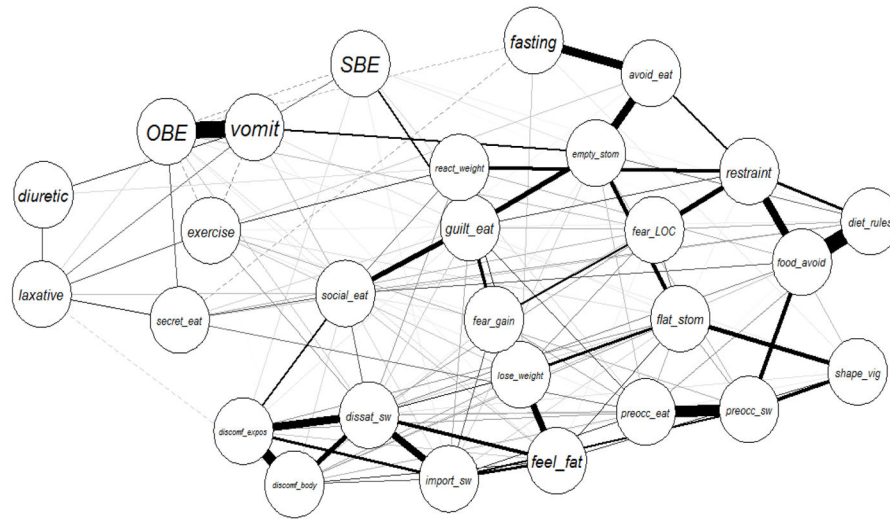 fasting
SBE
avoid_eat
OBE
vomit
empty_stom
react_weight
restraint
diuretic
exercise
guilt_eat
fear_LOC
diet_rules
food_avoid
laxative
secret_eat
social_eat
fear_gain
flat_stom
lose_weight
shape_vig
dissat_sw
preocc_eat
preocc_sw
discomf_expos
feel_fat
discomf_body
import_sw